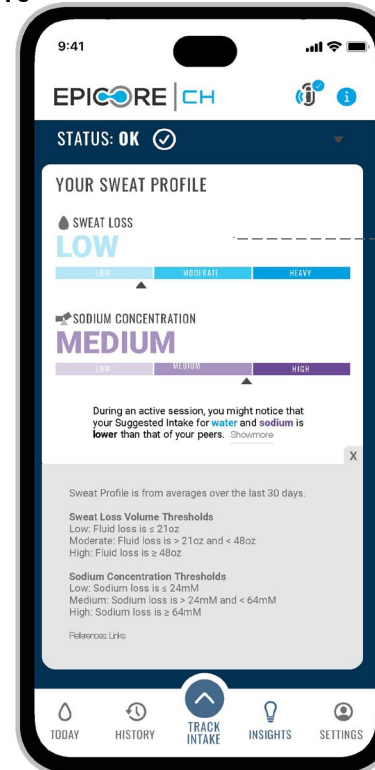 9:41
EPICORE | CH
STATUS: OK
YOUR SWEAT PROFILE
SWEAT LOSS
LOW
LOW MODERATE HEAVY
SODIUM CONCENTRATION
MEDIUM
LOW MEDIUM HIGH
During an active session, you might notice that
your Suggested Intake for water and sodium is
lower than that of your peers. Showmore
X
Sweat Profile is from averages over the last 30 days.
Sweat Loss Volume Thresholds
Low: Fluid loss is ≤ 21oz
Moderate: Fluid loss is > 21oz and < 48oz
High: Fluid loss is ≥ 48oz
Sodium Concentration Thresholds
Low: Sodium loss is ≤ 24mM
Medium: Sodium loss is > 24mM and < 64mM
High: Sodium loss is ≥ 64mM
References: Links
TODAY HISTORY TRACK INTAKE INSIGHTS SETTINGS